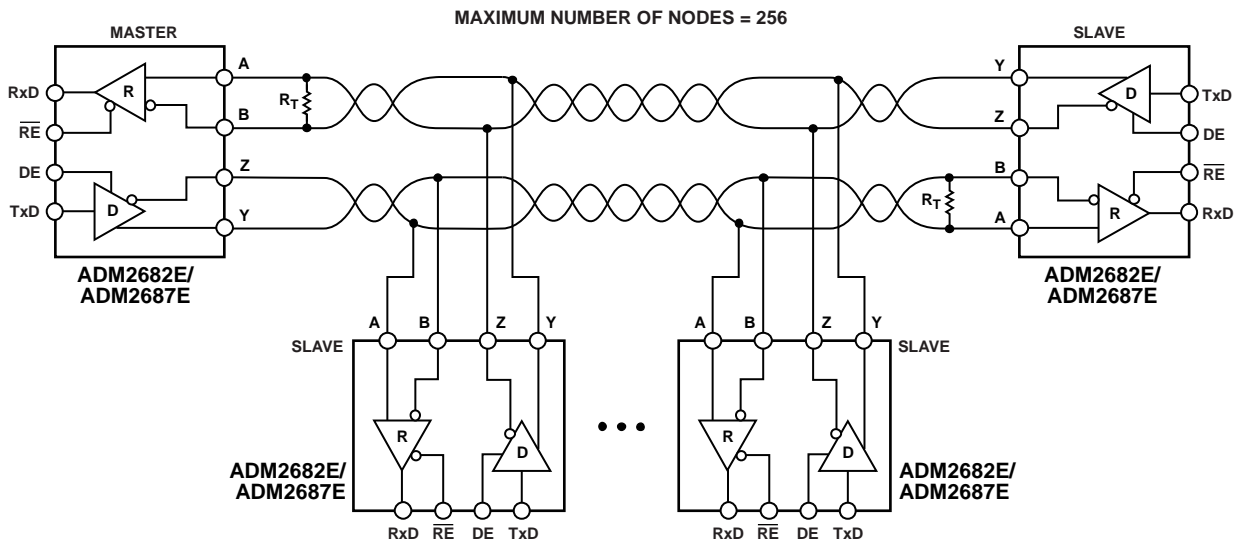 MAXIMUM NUMBER OF NODES = 256
MASTER
SLAVE
A
B
Z
Y
RxD
RE
DE
TxD
R
D
RT
ADM2682E/
ADM2687E
Y
Z
B
A
TxD
DE
RE
RxD
D
R
RT
ADM2682E/
ADM2687E
A
B
Z
Y
SLAVE
R
D
ADM2682E/
ADM2687E
RxD
RE
DE
TxD
• • •
A
B
Z
Y
SLAVE
R
D
ADM2682E/
ADM2687E
RxD
RE
DE
TxD